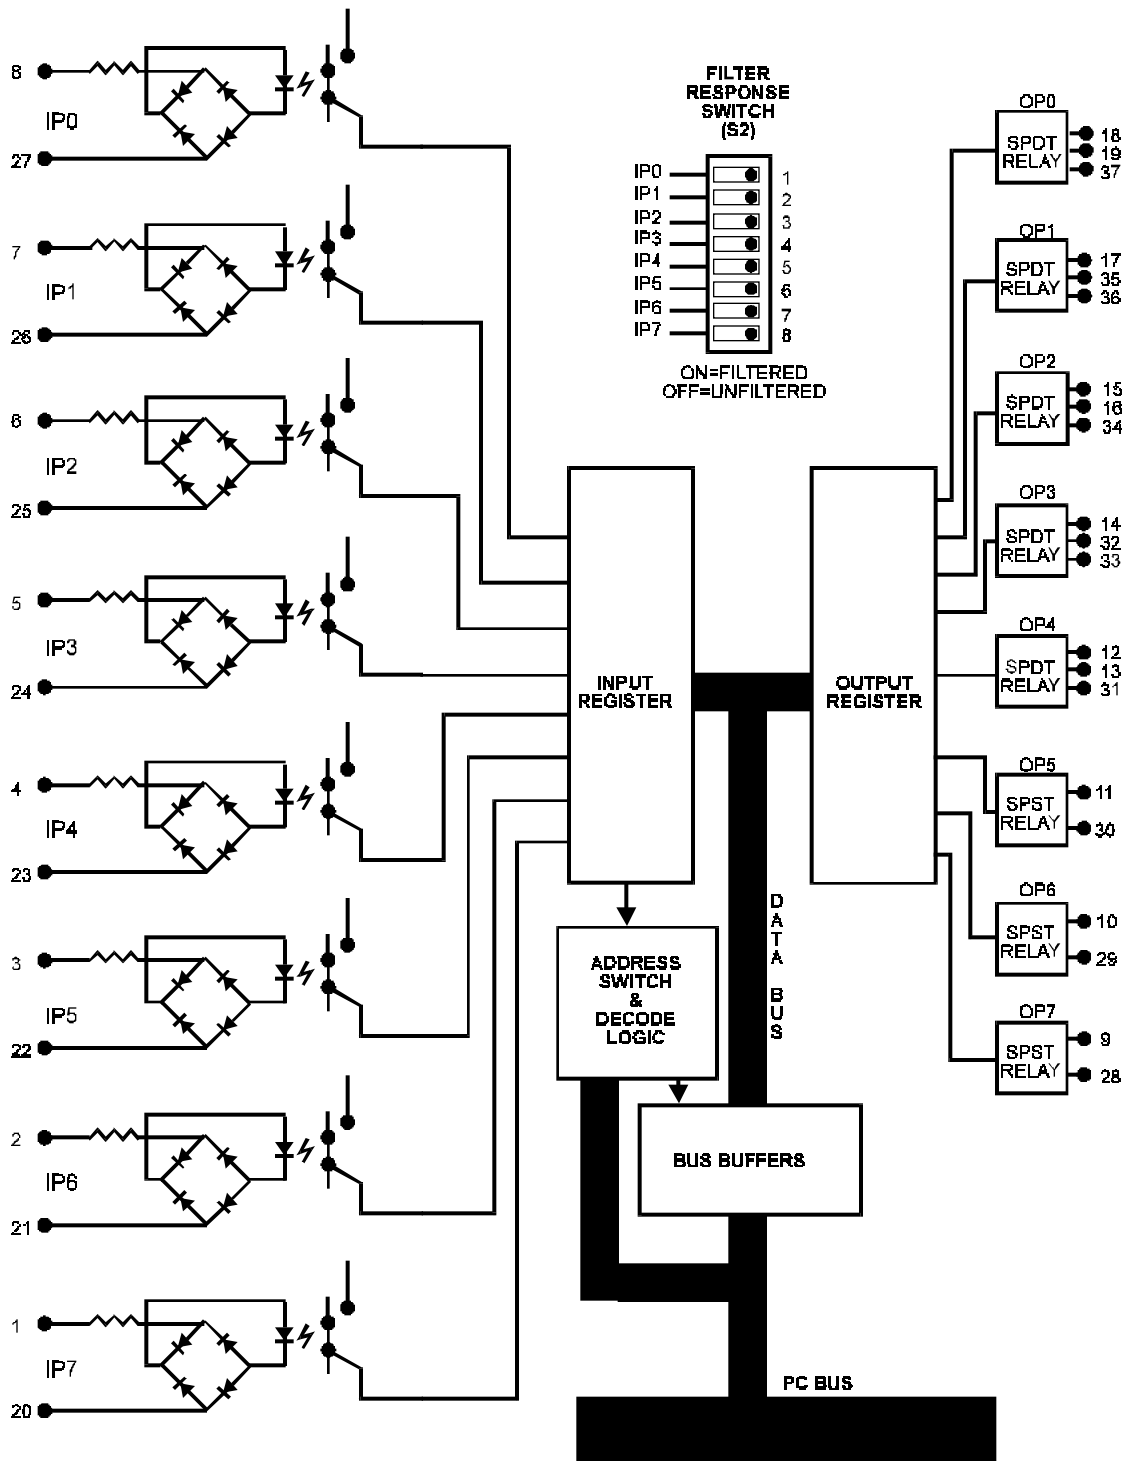 8
IP0
27
7
IP1
26
6
IP2
25
5
IP3
24
4
IP4
23
3
IP5
22
2
IP6
21
1
IP7
20
FILTER
RESPONSE
SWITCH
(S2)
IP0 1
IP1 2
IP2 3
IP3 4
IP4 5
IP5 6
IP6 7
IP7 8
ON=FILTERED
OFF=UNFILTERED
INPUT
REGISTER
OUTPUT
REGISTER
ADDRESS
SWITCH
&
DECODE
LOGIC
DATA BUS
BUS BUFFERS
PC BUS
OP0
SPDT
RELAY
18
19
37
OP1
SPDT
RELAY
17
35
36
OP2
SPDT
RELAY
15
16
34
OP3
SPDT
RELAY
14
32
33
OP4
SPDT
RELAY
12
13
31
OP5
SPST
RELAY
11
30
OP6
SPST
RELAY
10
29
OP7
SPST
RELAY
9
28